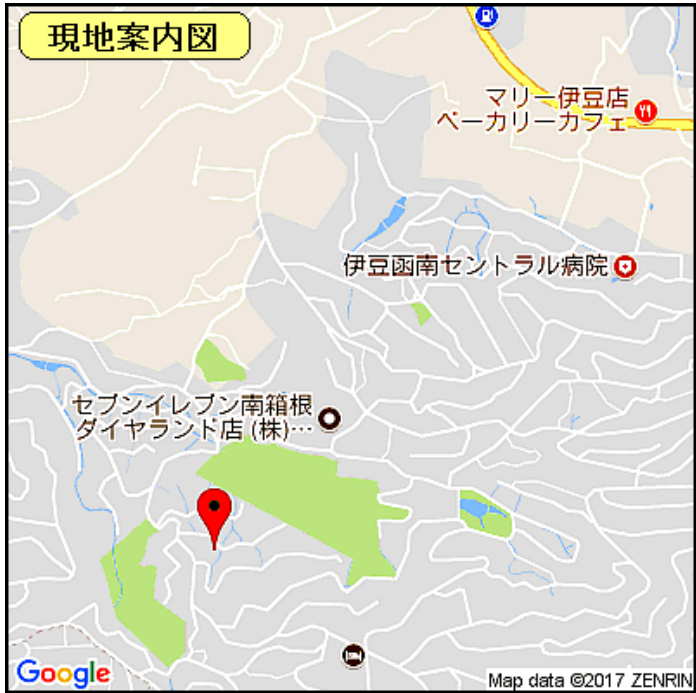 現地案内図
マリー伊豆店
ベーカリーカフェ
伊豆函南セントラル病院
セブンイレブン南箱根
ダイヤランド店 (株)…
Google
Map data ©2017 ZENRIN